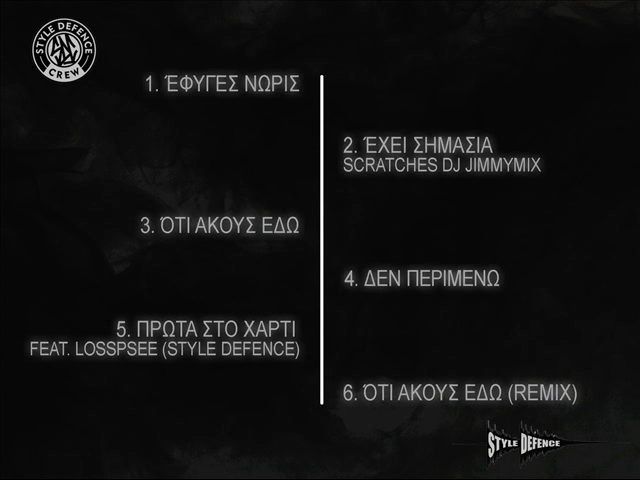 STYLE DEFENCE
CREW
1. ΈΦΥΓΕΣ ΝΩΡΙΣ
2. ΈΧΕΙ ΣΗΜΑΣΙΑ
SCRATCHES DJ JIMMYMIX
3. ΌΤΙ ΑΚΟΥΣ ΕΔΩ
4. ΔΕΝ ΠΕΡΙΜΕΝΩ
5. ΠΡΩΤΑ ΣΤΟ ΧΑΡΤΙ
FEAT. LOSSPSEE (STYLE DEFENCE)
6. ΌΤΙ ΑΚΟΥΣ ΕΔΩ (REMIX)
STYLE DEFENCE